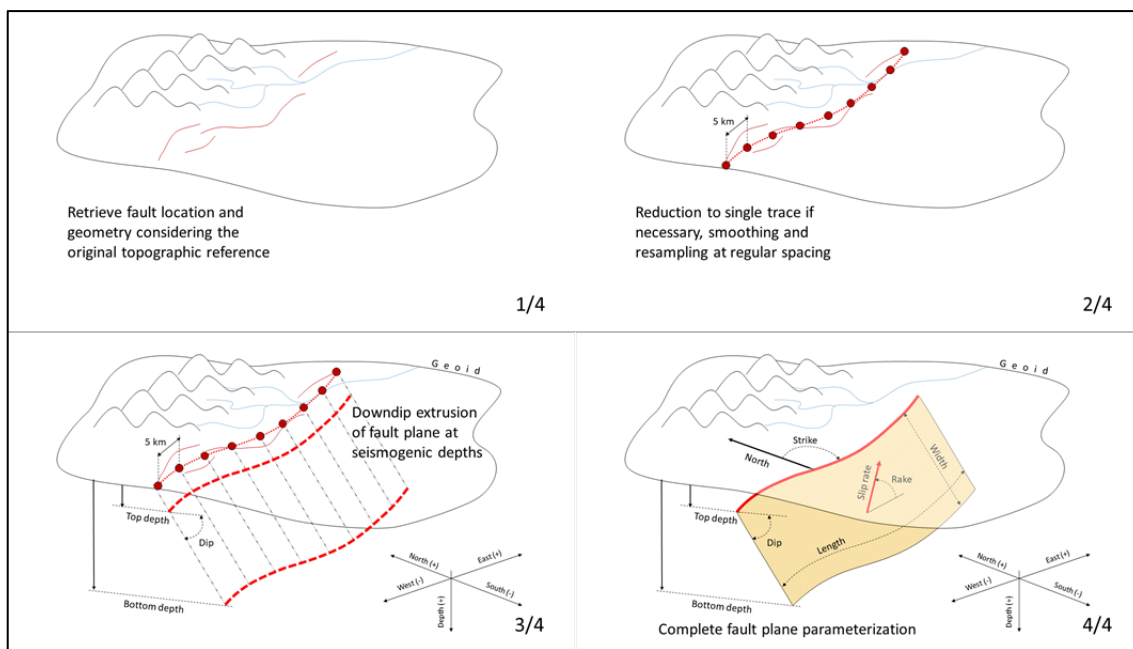 Retrieve fault location and
geometry considering the
original topographic reference
1/4
5 km
Reduction to single trace if
necessary, smoothing and
resampling at regular spacing
2/4
Geoid
5 km
Downdip extrusion
of fault plane at
seismogenic depths
Top depth
Dip
Bottom depth
North (+)
East (+)
West (-)
South (-)
Depth (+)
3/4
Geoid
Strike
North
Width
Slip rate
Rake
Top depth
Dip
Length
Bottom depth
North (+)
East (+)
West (-)
South (-)
Depth (+)
Complete fault plane parameterization
4/4